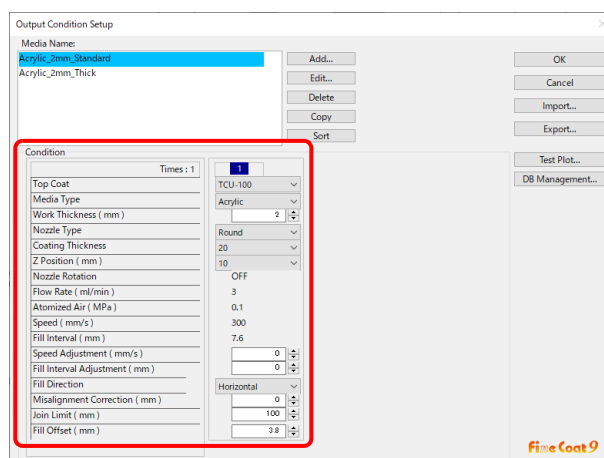 Output Condition Setup
Media Name:
Acrylic_2mm_Standard
Acrylic_2mm_Thick
Add...
Edit...
Delete
Copy
Sort
OK
Cancel
Import...
Export...
Test Plot...
DB Management...
Condition
Times : 1 1
Top Coat TCU-100
Media Type Acrylic
Work Thickness ( mm ) 2
Nozzle Type Round
Coating Thickness 20
Z Position ( mm ) 10
Nozzle Rotation OFF
Flow Rate ( ml/min ) 3
Atomized Air ( MPa ) 0.1
Speed ( mm/s ) 300
Fill Interval ( mm ) 7.6
Speed Adjustment ( mm/s ) 0
Fill Interval Adjustment ( mm ) 0
Fill Direction Horizontal
Misalignment Correction ( mm ) 0
Join Limit ( mm ) 100
Fill Offset ( mm ) 3.8
Fine Coat 9